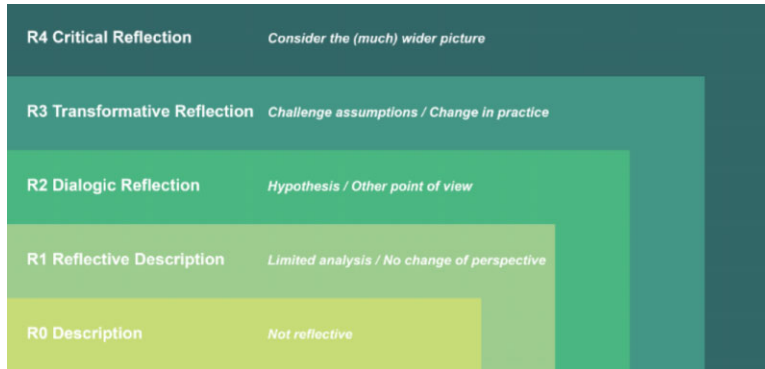 R4 Critical Reflection Consider the (much) wider picture
R3 Transformative Reflection Challenge assumptions / Change in practice
R2 Dialogic Reflection Hypothesis / Other point of view
R1 Reflective Description Limited analysis / No change of perspective
R0 Description Not reflective